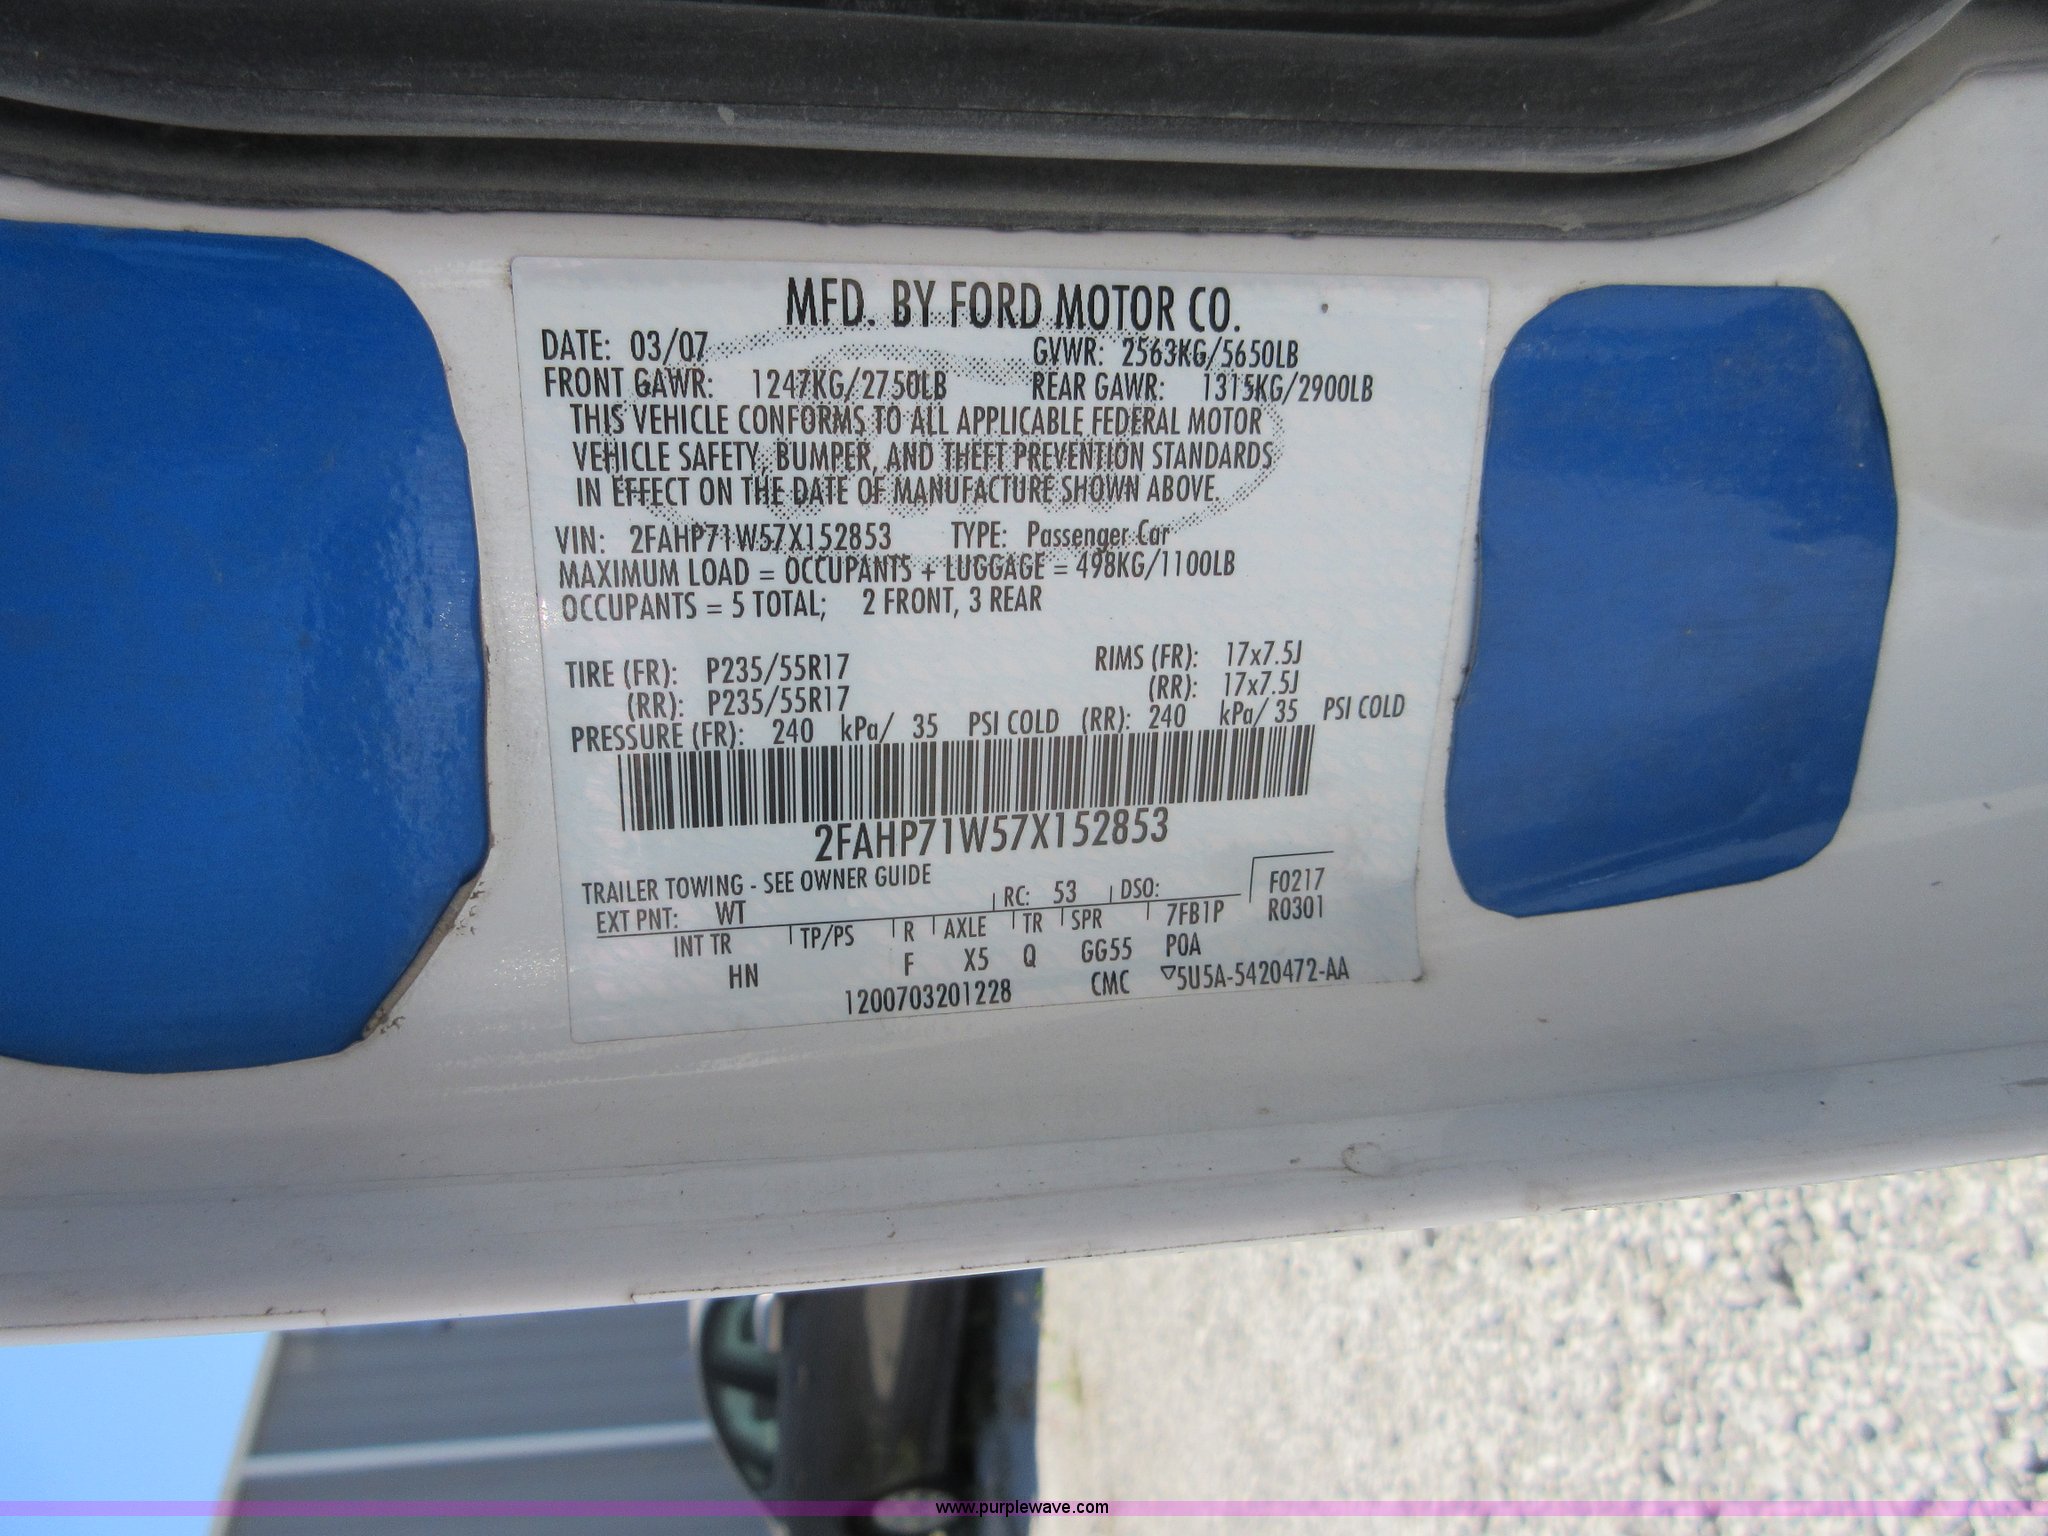 MFD. BY FORD MOTOR CO.
DATE: 03/07 GVWR: 2563KG/5650LB
FRONT GAWR: 1247KG/2750LB REAR GAWR: 1315KG/2900LB
THIS VEHICLE CONFORMS TO ALL APPLICABLE FEDERAL MOTOR
VEHICLE SAFETY, BUMPER, AND THEFT PREVENTION STANDARDS
IN EFFECT ON THE DATE OF MANUFACTURE SHOWN ABOVE.
VIN: 2FAHP71W57X152853 TYPE: Passenger Car
MAXIMUM LOAD = OCCUPANTS + LUGGAGE = 498KG/1100LB
OCCUPANTS = 5 TOTAL; 2 FRONT, 3 REAR
TIRE (FR): P235/55R17 RIMS (FR): 17x7.5J
(RR): P235/55R17 (RR): 17x7.5J
PRESSURE (FR): 240 kPa/ 35 PSI COLD (RR): 240 kPa/ 35 PSI COLD
2FAHP71W57X152853
TRAILER TOWING - SEE OWNER GUIDE
EXT PNT: WT RC: 53 DSO: F0217
INT TR TP/PS R AXLE TR SPR 7FB1P R0301
HN F X5 Q GG55 POA
1200703201228 CMC ▽5U5A-5420472-AA
www.purplewave.com